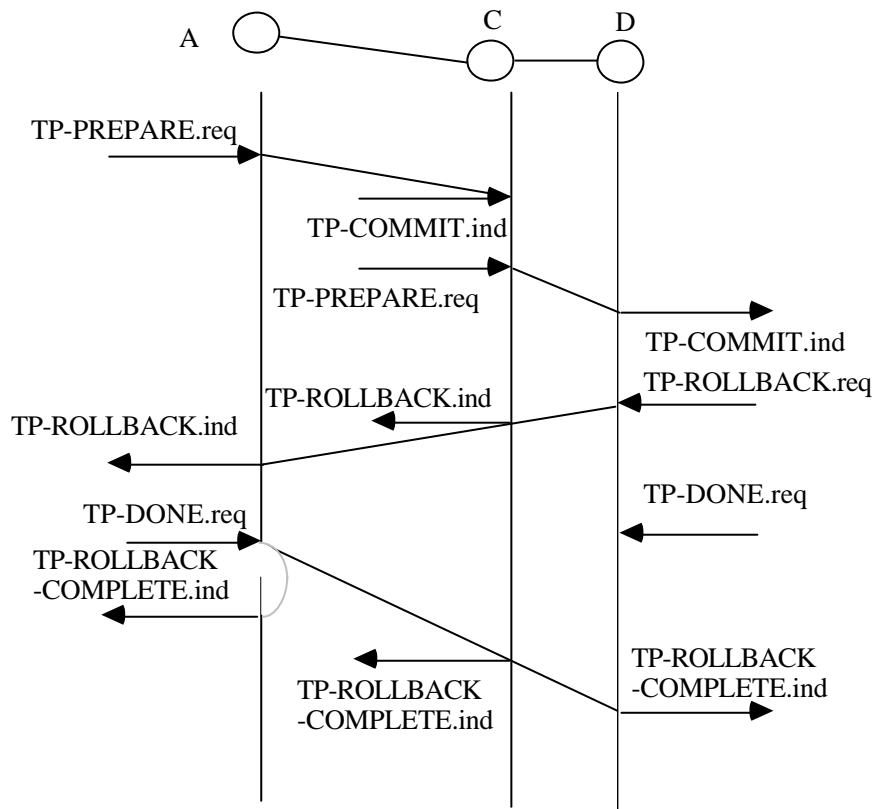 A
C
D
TP-PREPARE.req
TP-COMMIT.ind
TP-PREPARE.req
TP-COMMIT.ind
TP-ROLLBACK.req
TP-ROLLBACK.ind
TP-ROLLBACK.ind
TP-DONE.req
TP-DONE.req
TP-ROLLBACK
-COMPLETE.ind
TP-ROLLBACK
-COMPLETE.ind
TP-ROLLBACK
-COMPLETE.ind